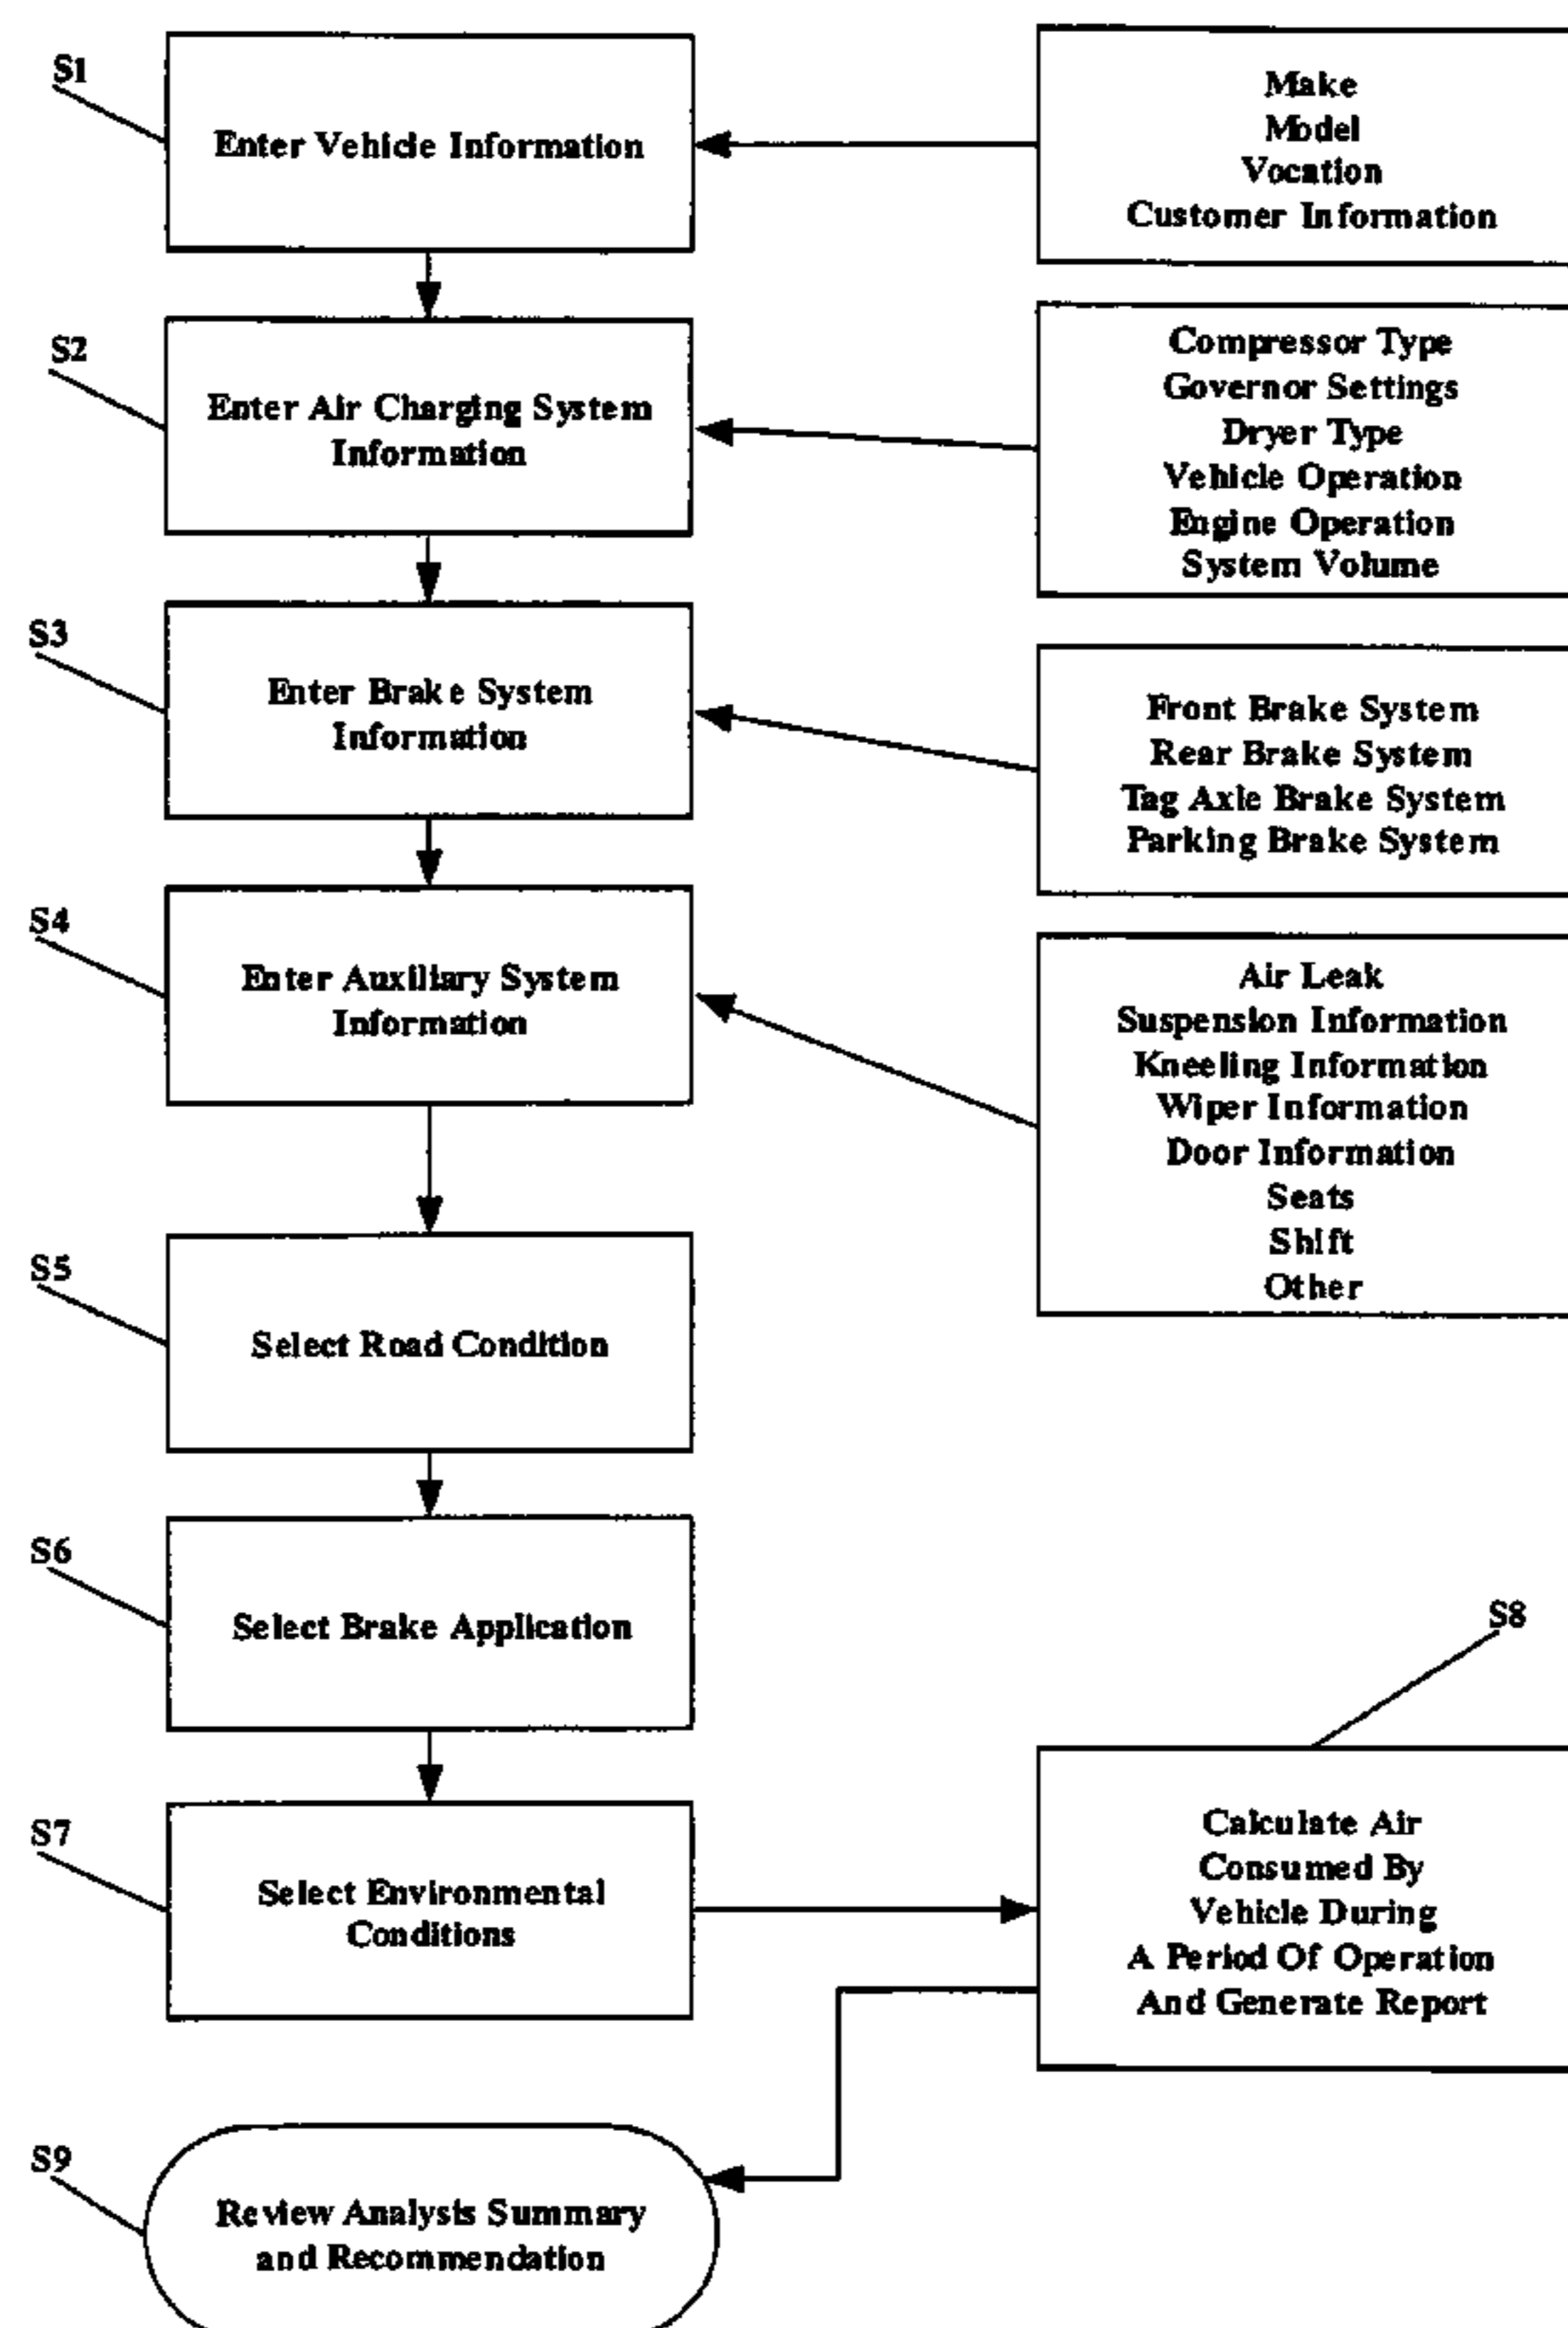 S1
Enter Vehicle Information
Make
Model
Vocation
Customer Information
S2
Enter Air Charging System
Information
Compressor Type
Governor Settings
Dryer Type
Vehicle Operation
Engine Operation
System Volume
S3
Enter Brake System
Information
Front Brake System
Rear Brake System
Tag Axle Brake System
Parking Brake System
S4
Enter Auxiliary System
Information
Air Leak
Suspension Information
Kneeling Information
Wiper Information
Door Information
Seats
Shift
Other
S5
Select Road Condition
S6
Select Brake Application
S7
Select Environmental
Conditions
S8
Calculate Air
Consumed By
Vehicle During
A Period Of Operation
And Generate Report
S9
Review Analysis Summary
and Recommendation